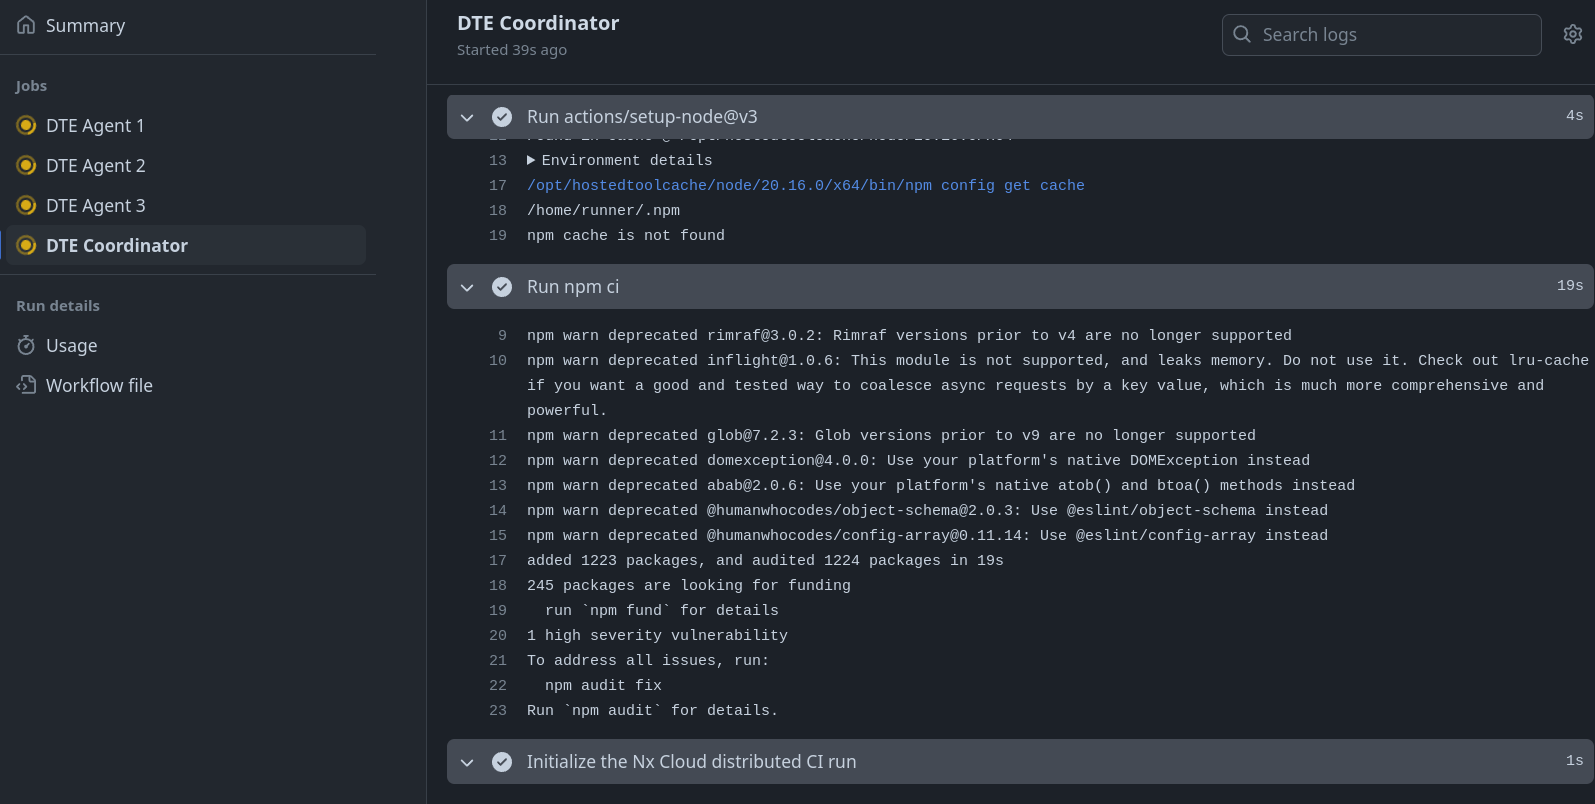 Summary
Jobs
DTE Agent 1
DTE Agent 2
DTE Agent 3
DTE Coordinator
Run details
Usage
Workflow file
DTE Coordinator
Started 39s ago
Search logs
Run actions/setup-node@v3 4s
13 Environment details
17 /opt/hostedtoolcache/node/20.16.0/x64/bin/npm config get cache
18 /home/runner/.npm
19 npm cache is not found
Run npm ci 19s
9 npm warn deprecated rimraf@3.0.2: Rimraf versions prior to v4 are no longer supported
10 npm warn deprecated inflight@1.0.6: This module is not supported, and leaks memory. Do not use it. Check out lru-cache
if you want a good and tested way to coalesce async requests by a key value, which is much more comprehensive and
powerful.
11 npm warn deprecated glob@7.2.3: Glob versions prior to v9 are no longer supported
12 npm warn deprecated domexception@4.0.0: Use your platform's native DOMException instead
13 npm warn deprecated abab@2.0.6: Use your platform's native atob() and btoa() methods instead
14 npm warn deprecated @humanwhocodes/object-schema@2.0.3: Use @eslint/object-schema instead
15 npm warn deprecated @humanwhocodes/config-array@0.11.14: Use @eslint/config-array instead
17 added 1223 packages, and audited 1224 packages in 19s
18 245 packages are looking for funding
19 run `npm fund` for details
20 1 high severity vulnerability
21 To address all issues, run:
22 npm audit fix
23 Run `npm audit` for details.
Initialize the Nx Cloud distributed CI run 1s